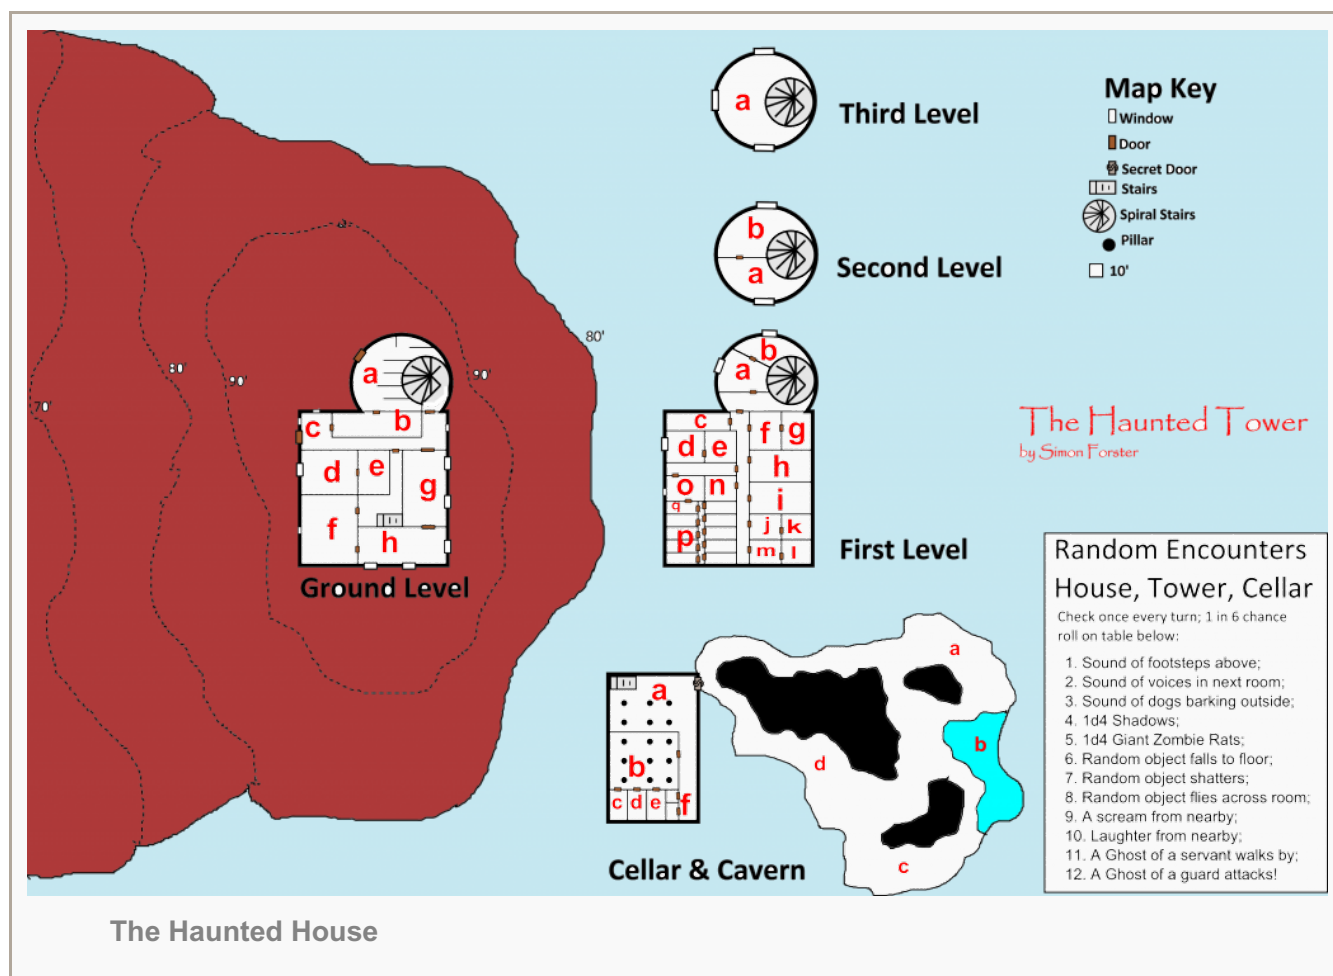 a
Third Level
b
a
Second Level
b
a
c
d
e
f
g
h
i
o
n
q
p
j
k
m
l
First Level
Map Key
Window
Door
Secret Door
Stairs
Spiral Stairs
Pillar
10'
80'
90'
90'
80'
70'
a
b
c
d
e
f
g
h
Ground Level
The Haunted Tower
by Simon Forster
a
b
c
d
e
f
a
b
c
d
Cellar & Cavern
Random Encounters
House, Tower, Cellar
Check once every turn; 1 in 6 chance
roll on table below:
1. Sound of footsteps above;
2. Sound of voices in next room;
3. Sound of dogs barking outside;
4. 1d4 Shadows;
5. 1d4 Giant Zombie Rats;
6. Random object falls to floor;
7. Random object shatters;
8. Random object flies across room;
9. A scream from nearby;
10. Laughter from nearby;
11. A Ghost of a servant walks by;
12. A Ghost of a guard attacks!
The Haunted House